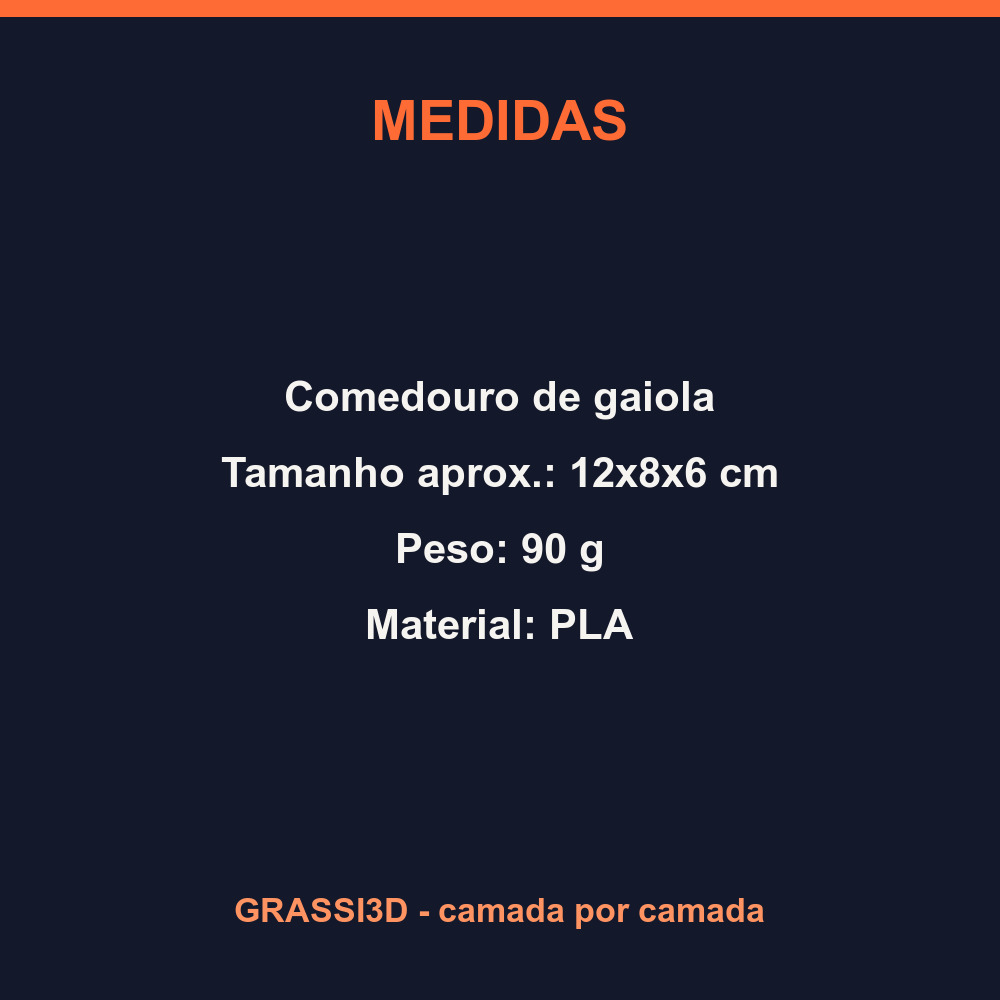 MEDIDAS
Comedouro de gaiola
Tamanho aprox.: 12x8x6 cm
Peso: 90 g
Material: PLA
GRASSI3D - camada por camada